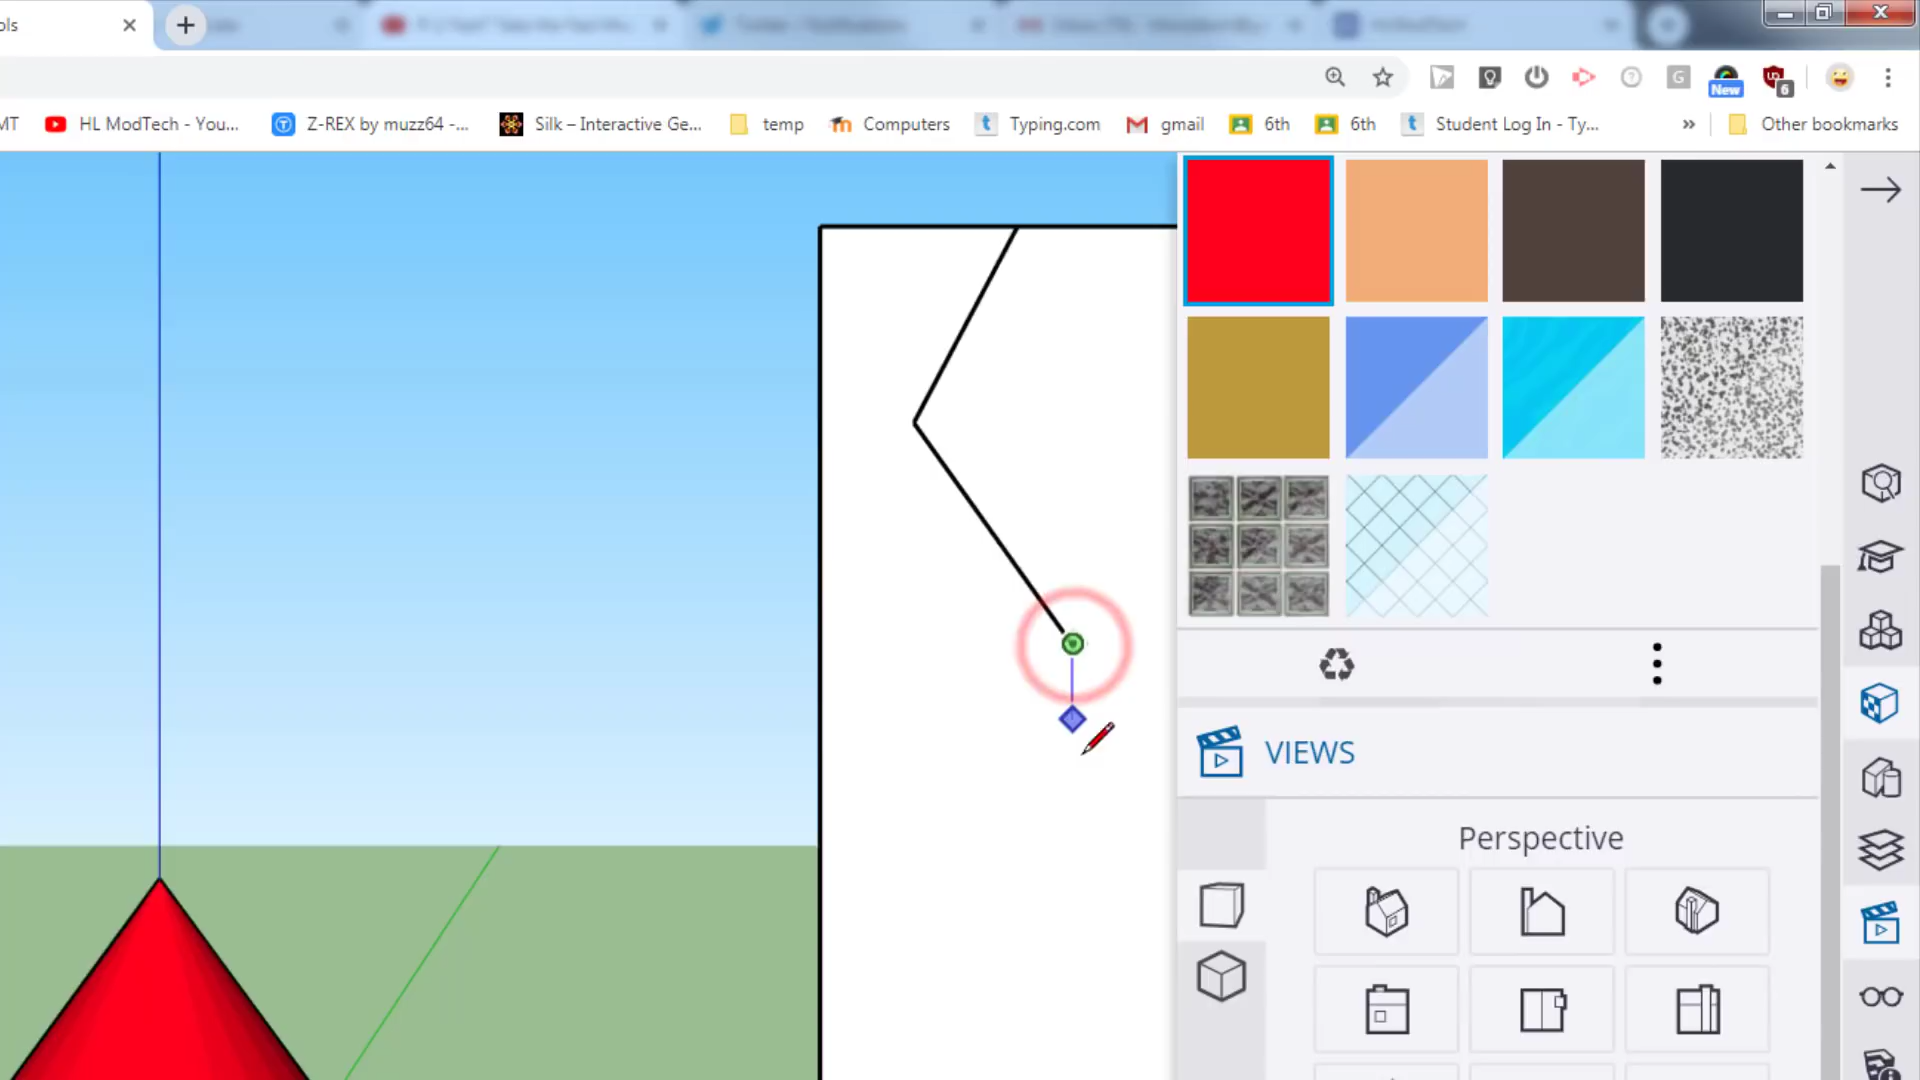 ols
New
6
MT
HL ModTech - You...
Z-REX by muzz64 -...
Silk – Interactive Ge...
temp
Computers
Typing.com
gmail
6th
6th
Student Log In - Ty...
Other bookmarks
VIEWS
Perspective